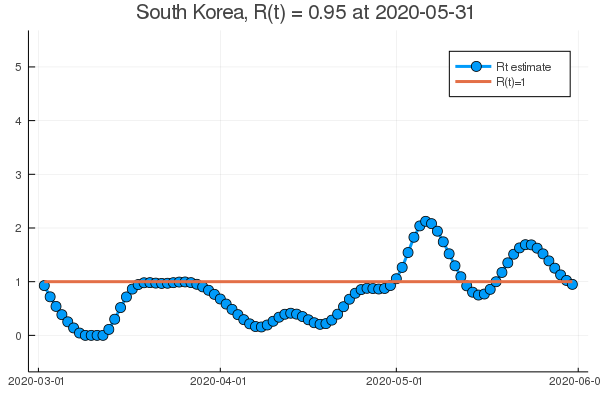 South Korea, R(t) = 0.95 at 2020-05-31
Rt estimate
R(t)=1
5
4
3
2
1
0
2020-03-01 2020-04-01 2020-05-01 2020-06-0